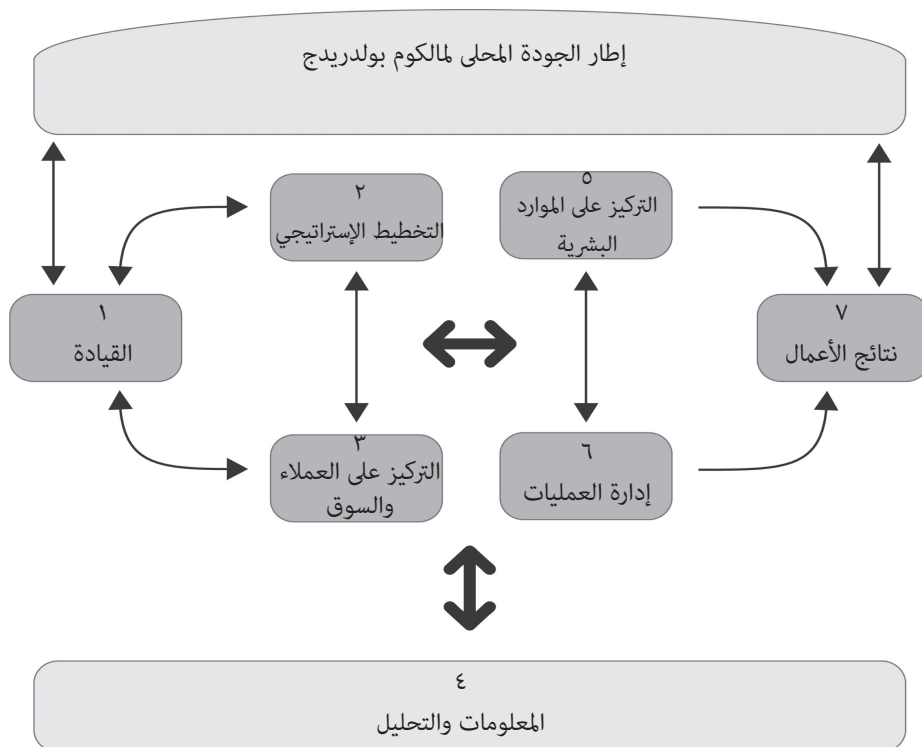 إطار الجودة المحلى لمالكوم بولدريدج
٢
التخطيط الإستراتيجي
٥
التركيز على الموارد
البشرية
١
القيادة
٧
نتائج الأعمال
٣
التركيز على العملاء
والسوق
٦
إدارة العمليات
٤
المعلومات والتحليل